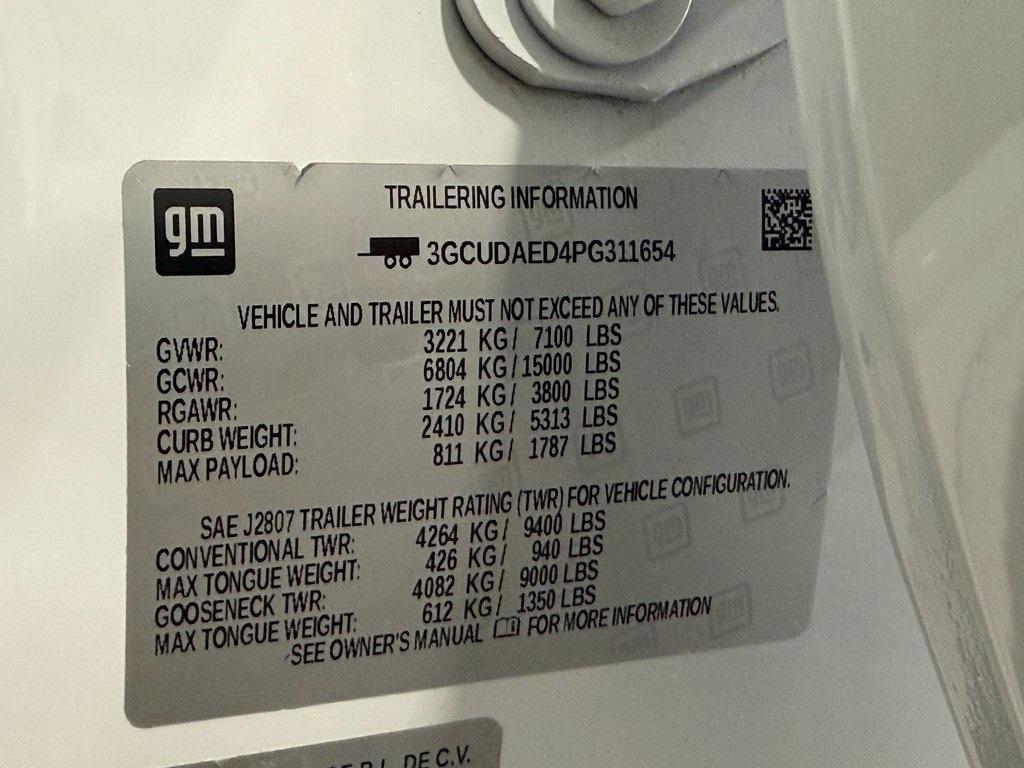 gm
TRAILERING INFORMATION
3GCUDAED4PG311654
VEHICLE AND TRAILER MUST NOT EXCEED ANY OF THESE VALUES.
GVWR: 3221 KG/ 7100 LBS
GCWR: 6804 KG/ 15000 LBS
RGAWR: 1724 KG/ 3800 LBS
CURB WEIGHT: 2410 KG/ 5313 LBS
MAX PAYLOAD: 811 KG/ 1787 LBS
SAE J2807 TRAILER WEIGHT RATING (TWR) FOR VEHICLE CONFIGURATION.
CONVENTIONAL TWR: 4264 KG/ 9400 LBS
MAX TONGUE WEIGHT: 426 KG/ 940 LBS
GOOSENECK TWR: 4082 KG/ 9000 LBS
MAX TONGUE WEIGHT: 612 KG/ 1350 LBS
SEE OWNER'S MANUAL FOR MORE INFORMATION
DE C.V.